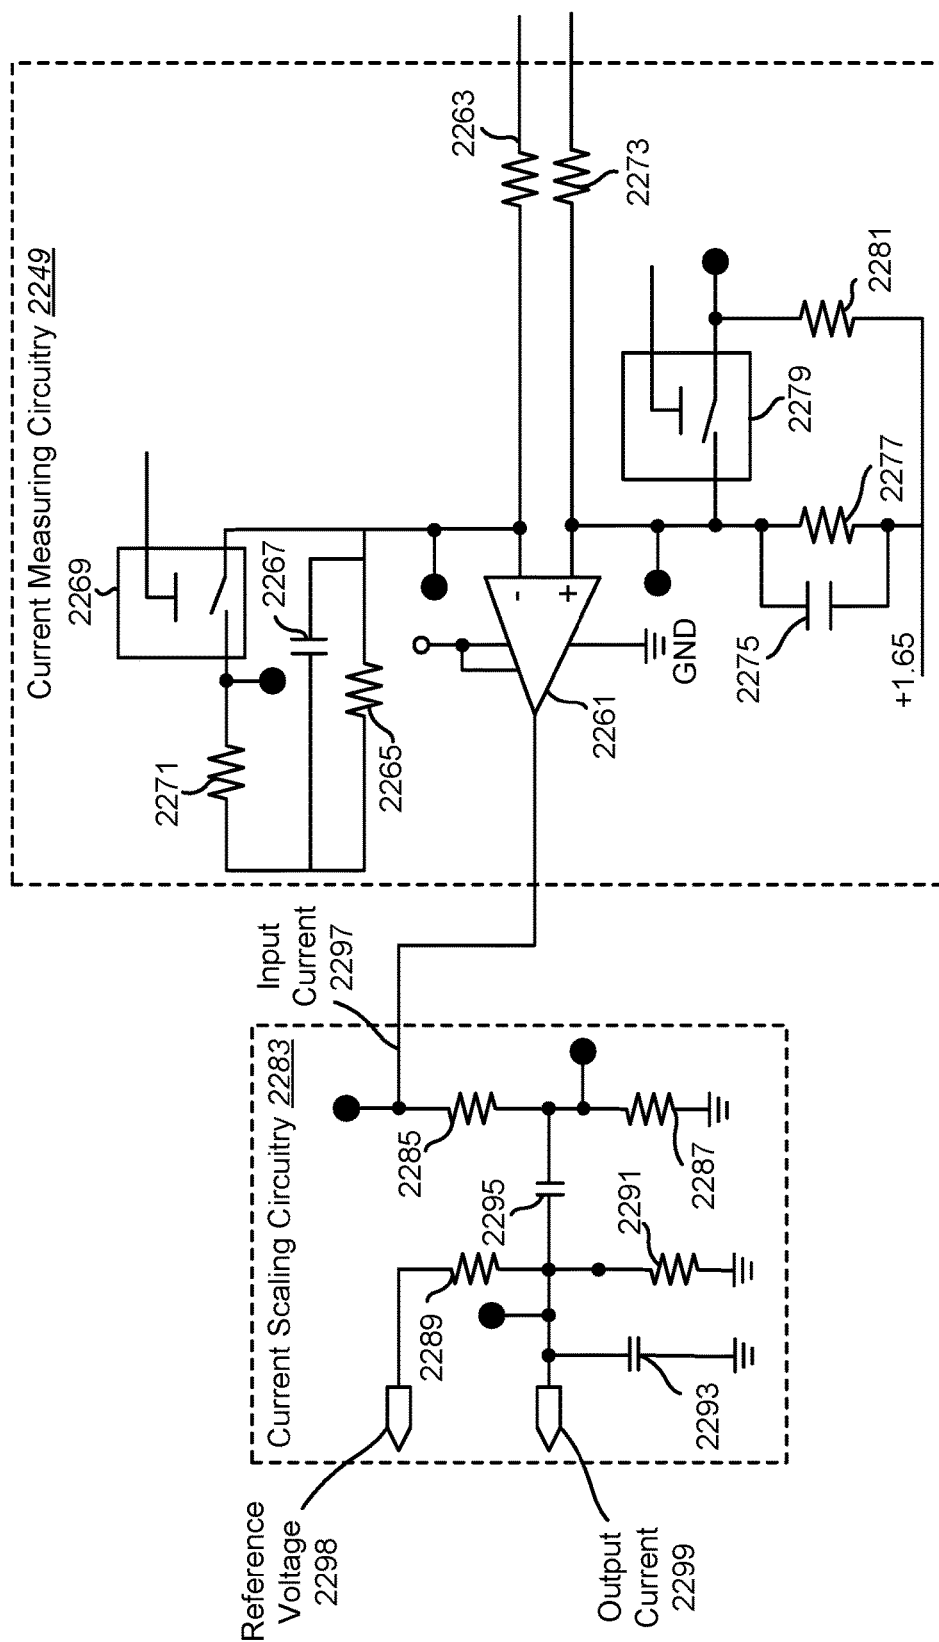 Current Measuring Circuitry 2249
2269
2267
2271
2265
2263
2273
-
+
2261
GND
2279
2281
2277
2275
+1.65
Input
Current
2297
Current Scaling Circuitry 2283
2285
2287
2295
2291
2289
2293
Reference
Voltage
2298
Output
Current
2299